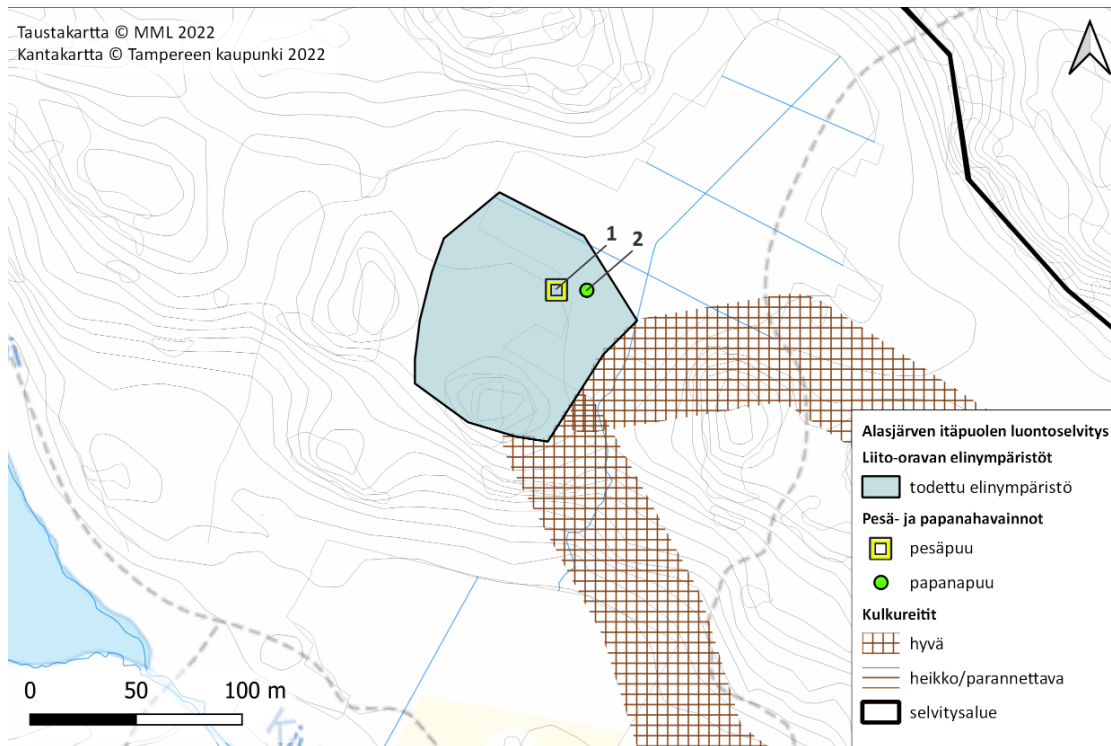 Taustakartta © MML 2022
Kantakartta © Tampereen kaupunki 2022
1
2
Alasjärven itäpuolen luontoselvitys
Liito-oravan elinympäristöt
todettu elinympäristö
Pesä- ja papanahavainnot
pesäpuu
papanapuu
Kulkureitit
hyvä
heikko/parannettava
selvitysalue
0 50 100 m